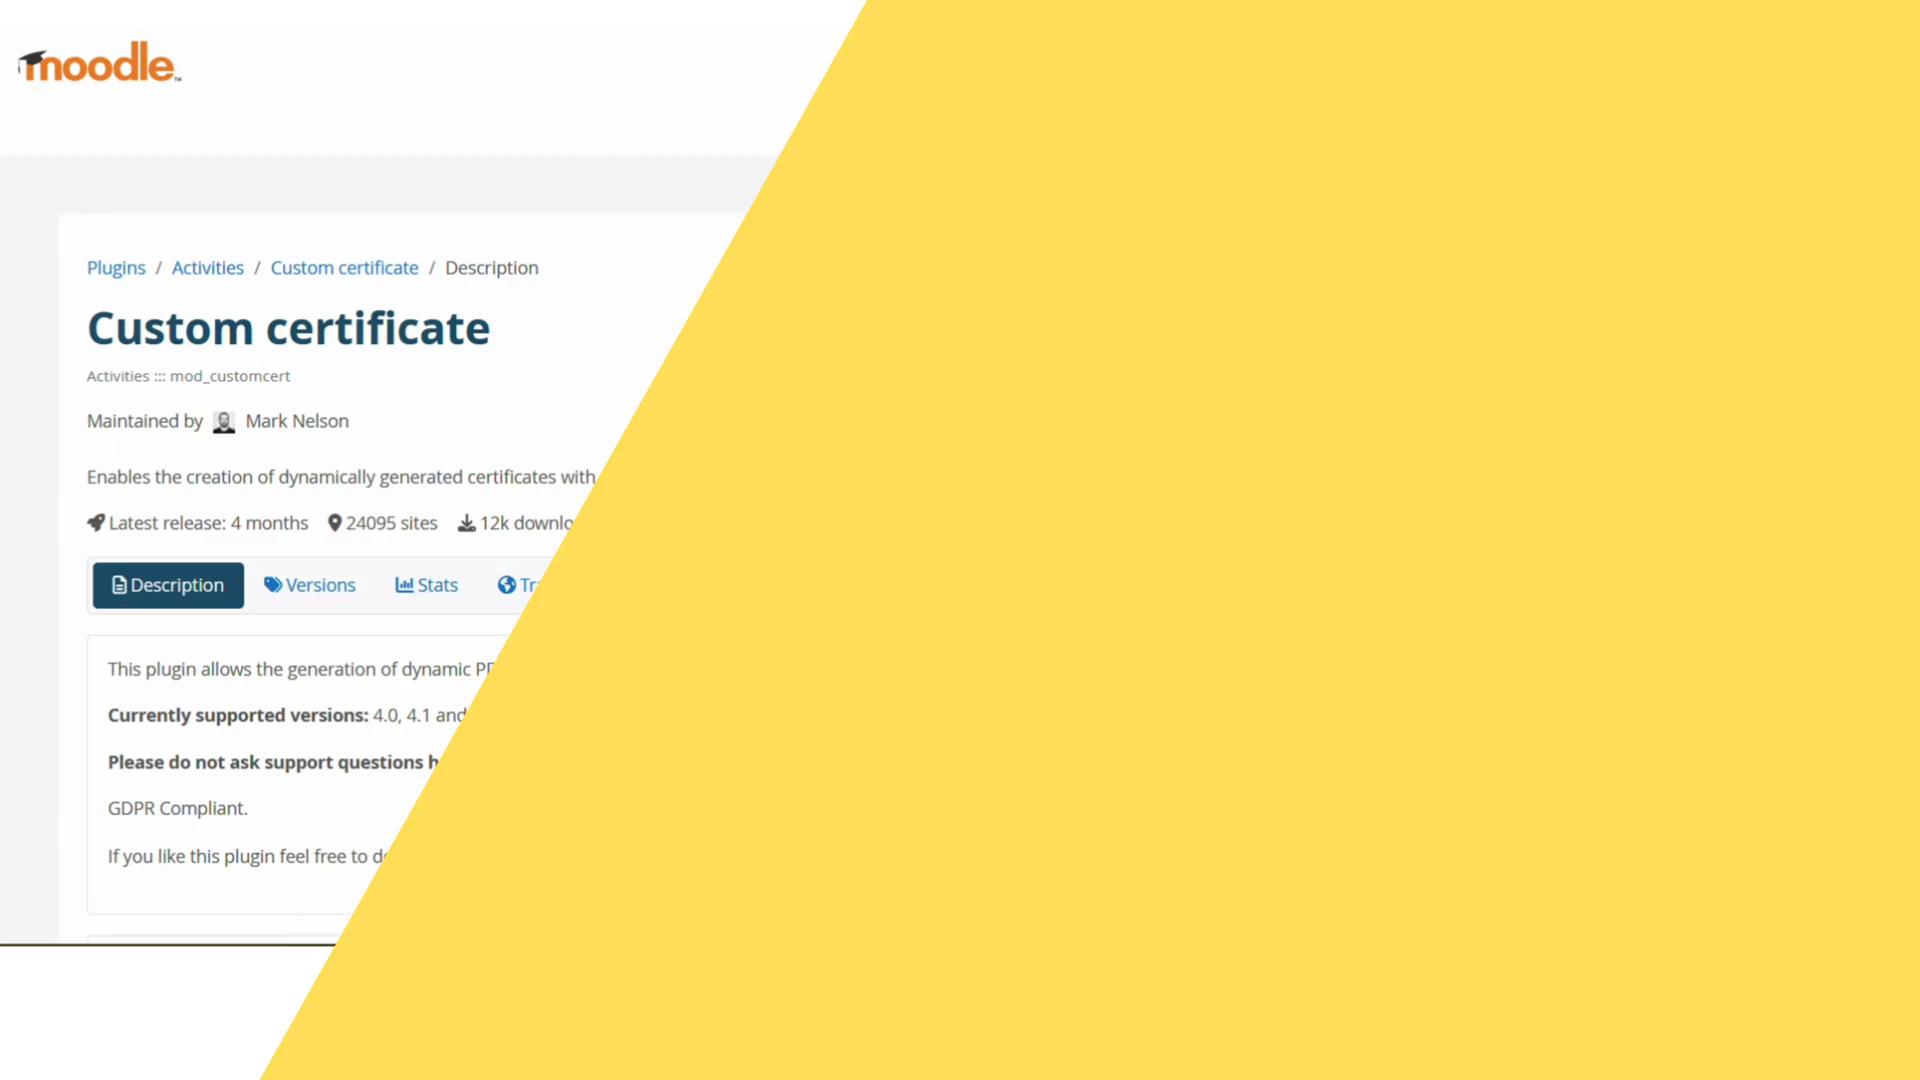 moodle
Plugins / Activities / Custom certificate / Description
Custom certificate
Activities ::: mod_customcert
Maintained by Mark Nelson
Enables the creation of dynamically generated certificates with
Latest release: 4 months 24095 sites 12k downlo
Description Versions Stats Tr
This plugin allows the generation of dynamic
Currently supported versions: 4.0, 4.1 and
Please do not ask support questions
GDPR Compliant.
If you like this plugin feel free to